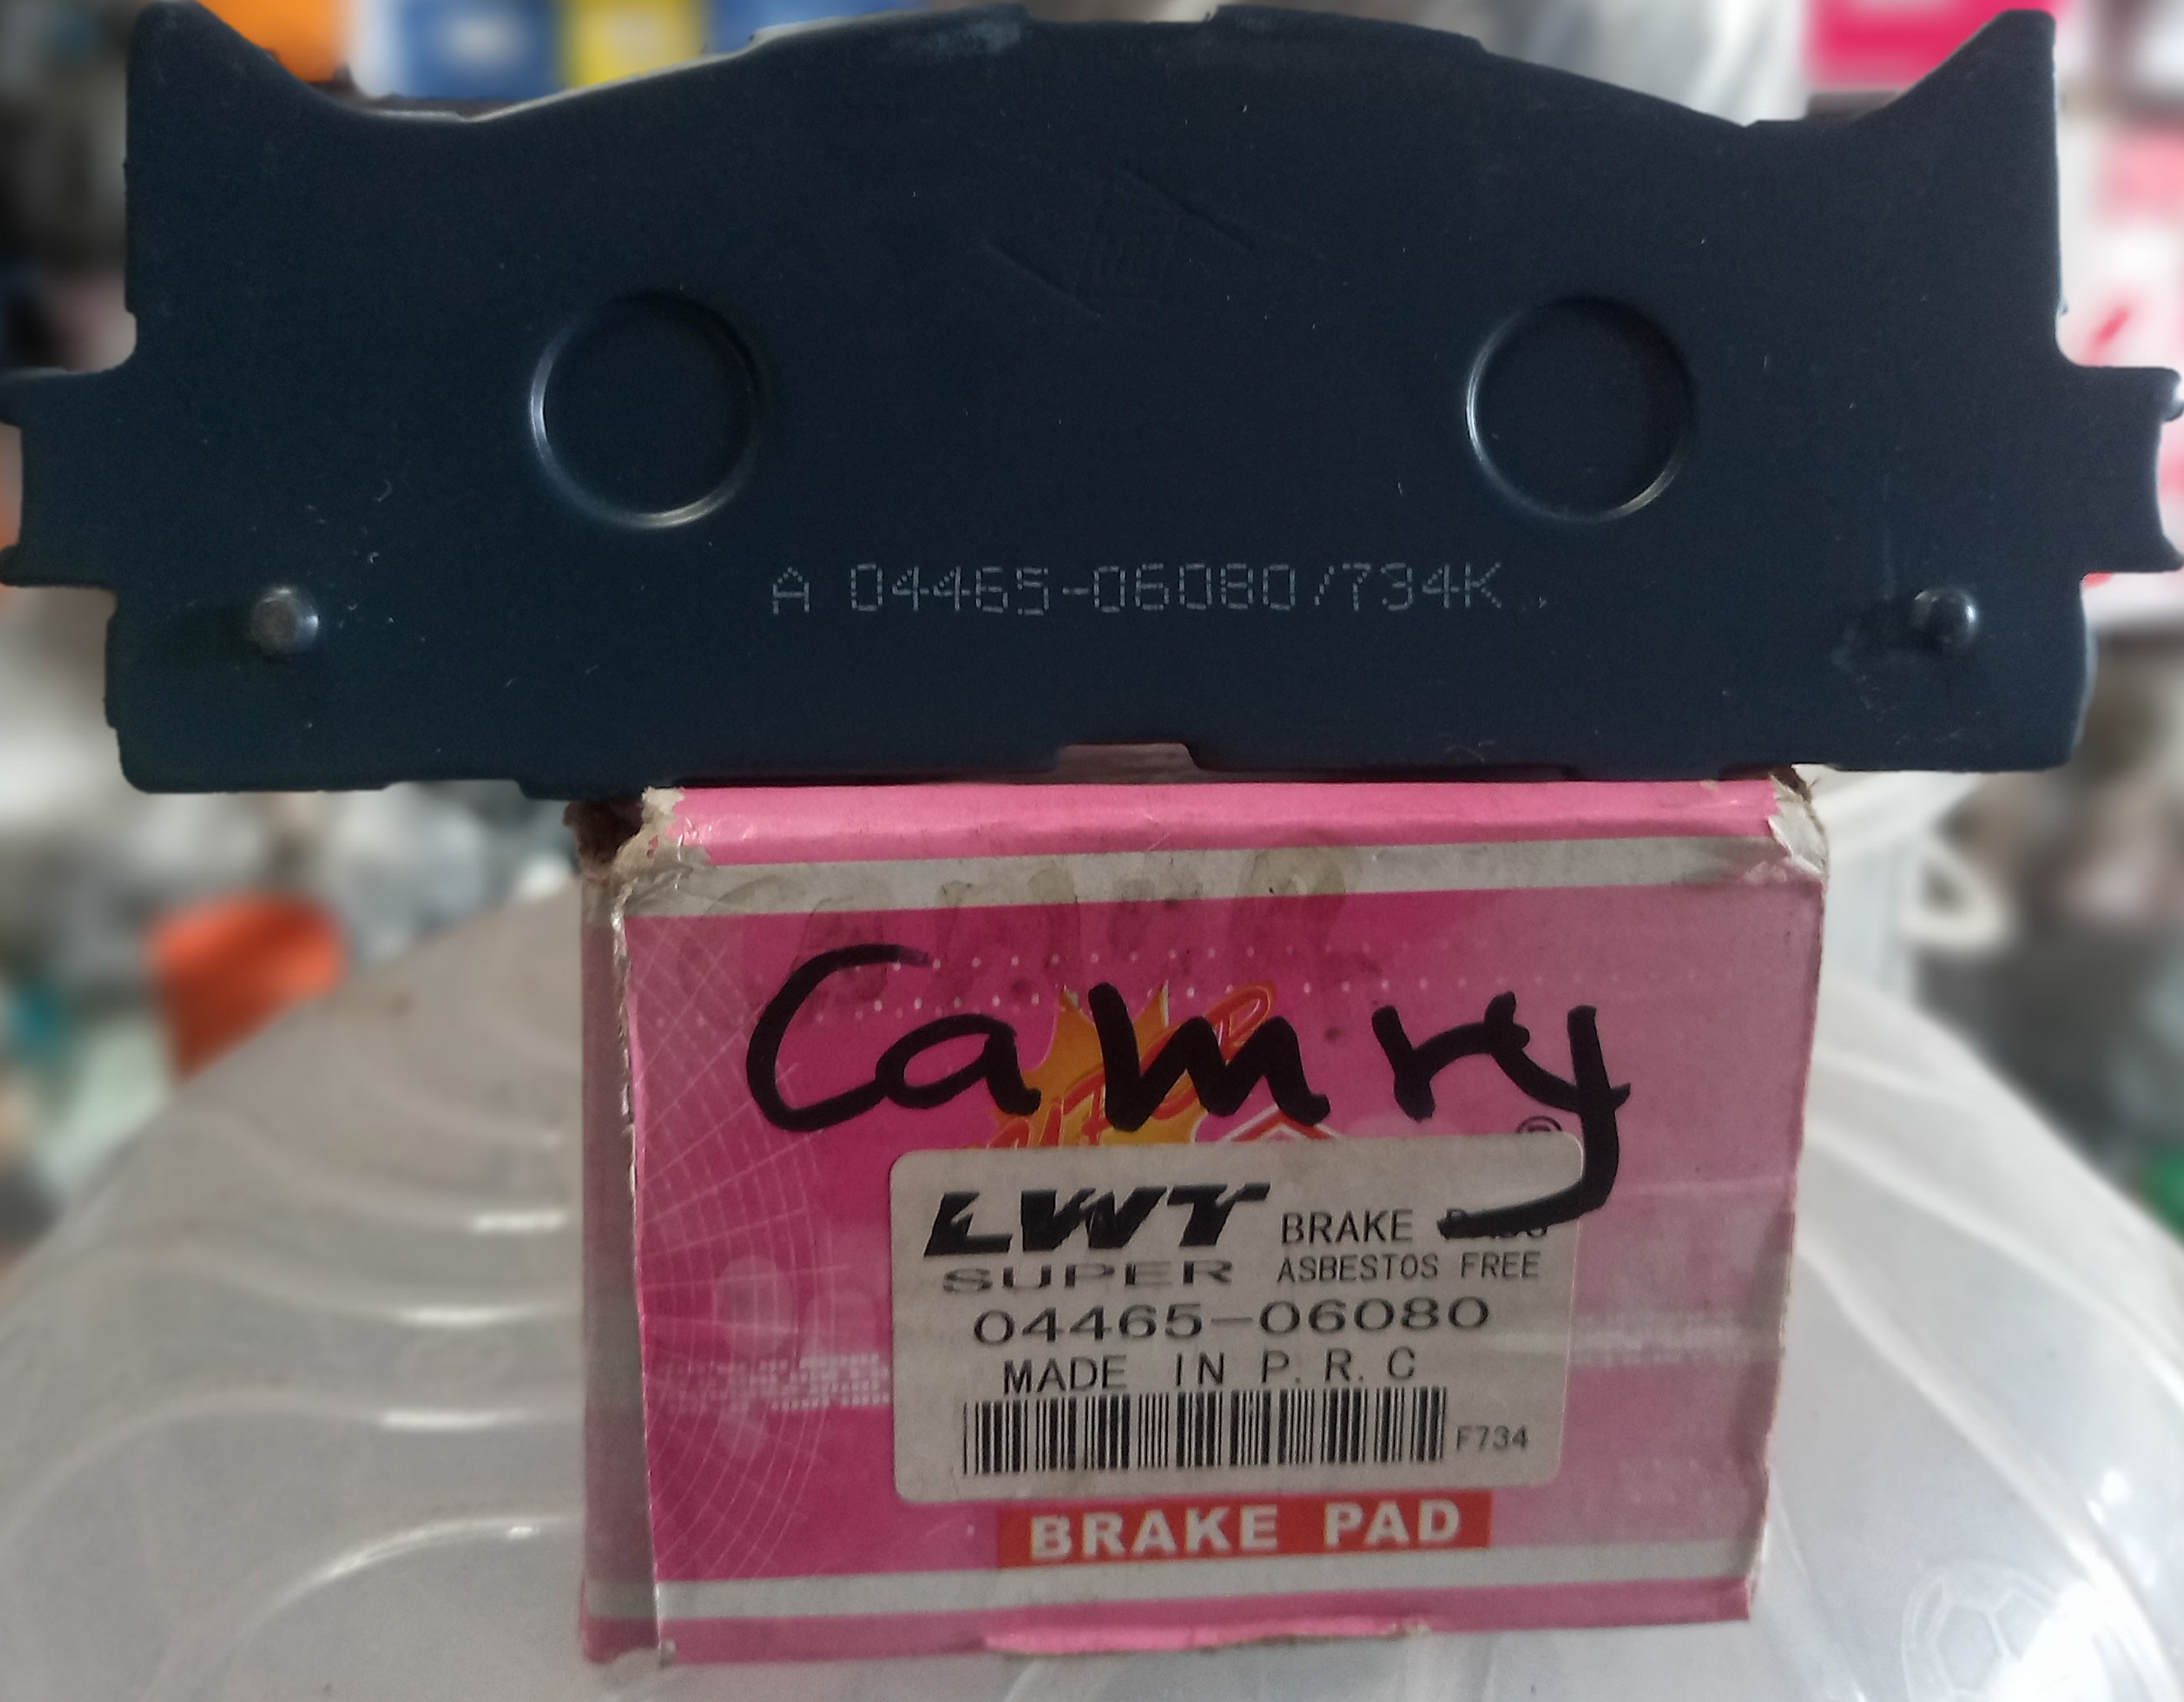 A 04465-06080/734K
Camry
LWT BRAKE
SUPER ASBESTOS FREE
04465-06080
MADE IN P.R.C
F734
BRAKE PAD